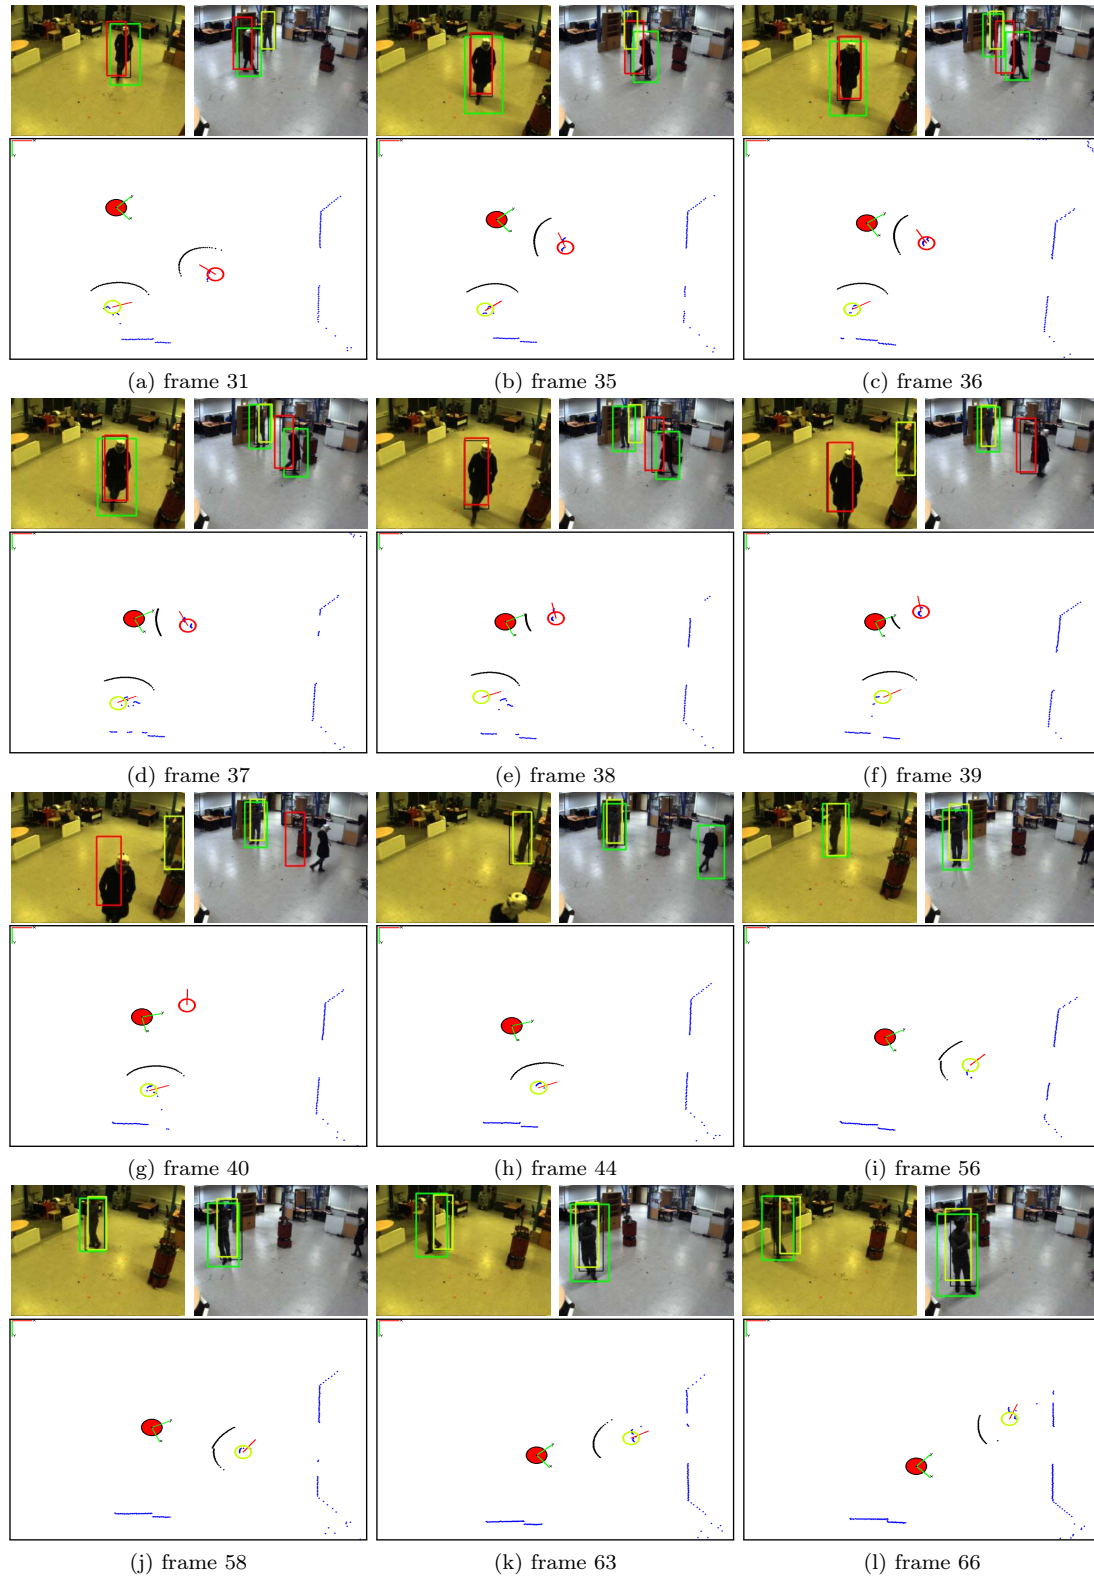 (a) frame 31
(b) frame 35
(c) frame 36
(d) frame 37
(e) frame 38
(f) frame 39
(g) frame 40
(h) frame 44
(i) frame 56
(j) frame 58
(k) frame 63
(l) frame 66